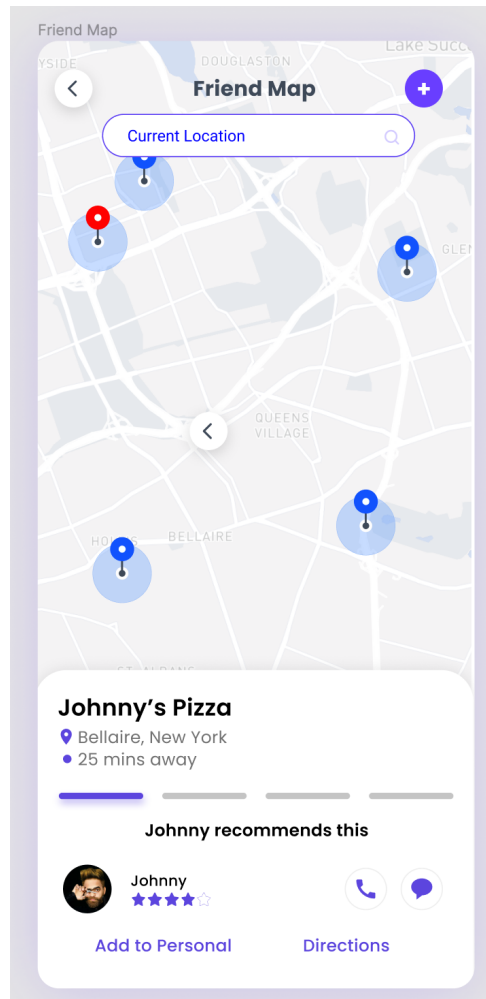 Friend Map
Lake Succ
YSIDE
DOUGLASTON
Friend Map
Current Location
GLEN
QUEENS
VILLAGE
BELLAIRE
Johnny’s Pizza
Bellaire, New York
25 mins away
Johnny recommends this
Johnny
Add to Personal
Directions